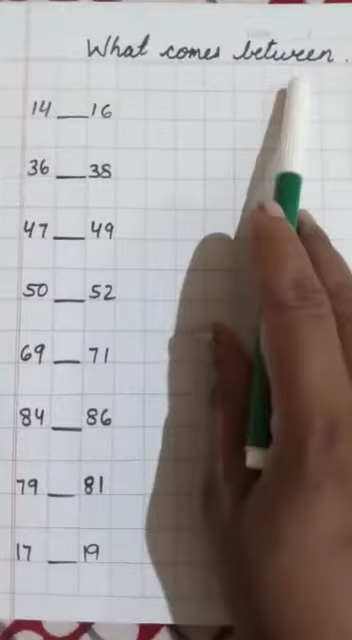 What comes between.
14 __ 16
36 __ 38
47 __ 49
50 __ 52
69 __ 71
84 __ 86
79 __ 81
17 __ 19